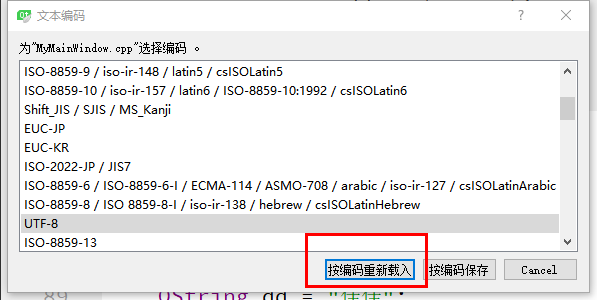 文本编码
为"MyMainWindow.cpp"选择编码 。
ISO-8859-9 / iso-ir-148 / latin5 / csISOLatin5
ISO-8859-10 / iso-ir-157 / latin6 / ISO-8859-10:1992 / csISOLatin6
Shift_JIS / SJIS / MS_Kanji
EUC-JP
EUC-KR
ISO-2022-JP / JIS7
ISO-8859-6 / ISO-8859-6-I / ECMA-114 / ASMO-708 / arabic / iso-ir-127 / csISOLatinArabic
ISO-8859-8 / ISO 8859-8-I / iso-ir-138 / hebrew / csISOLatinHebrew
UTF-8
ISO-8859-13
按编码重新载入 按编码保存 Cancel
89 QString dd =